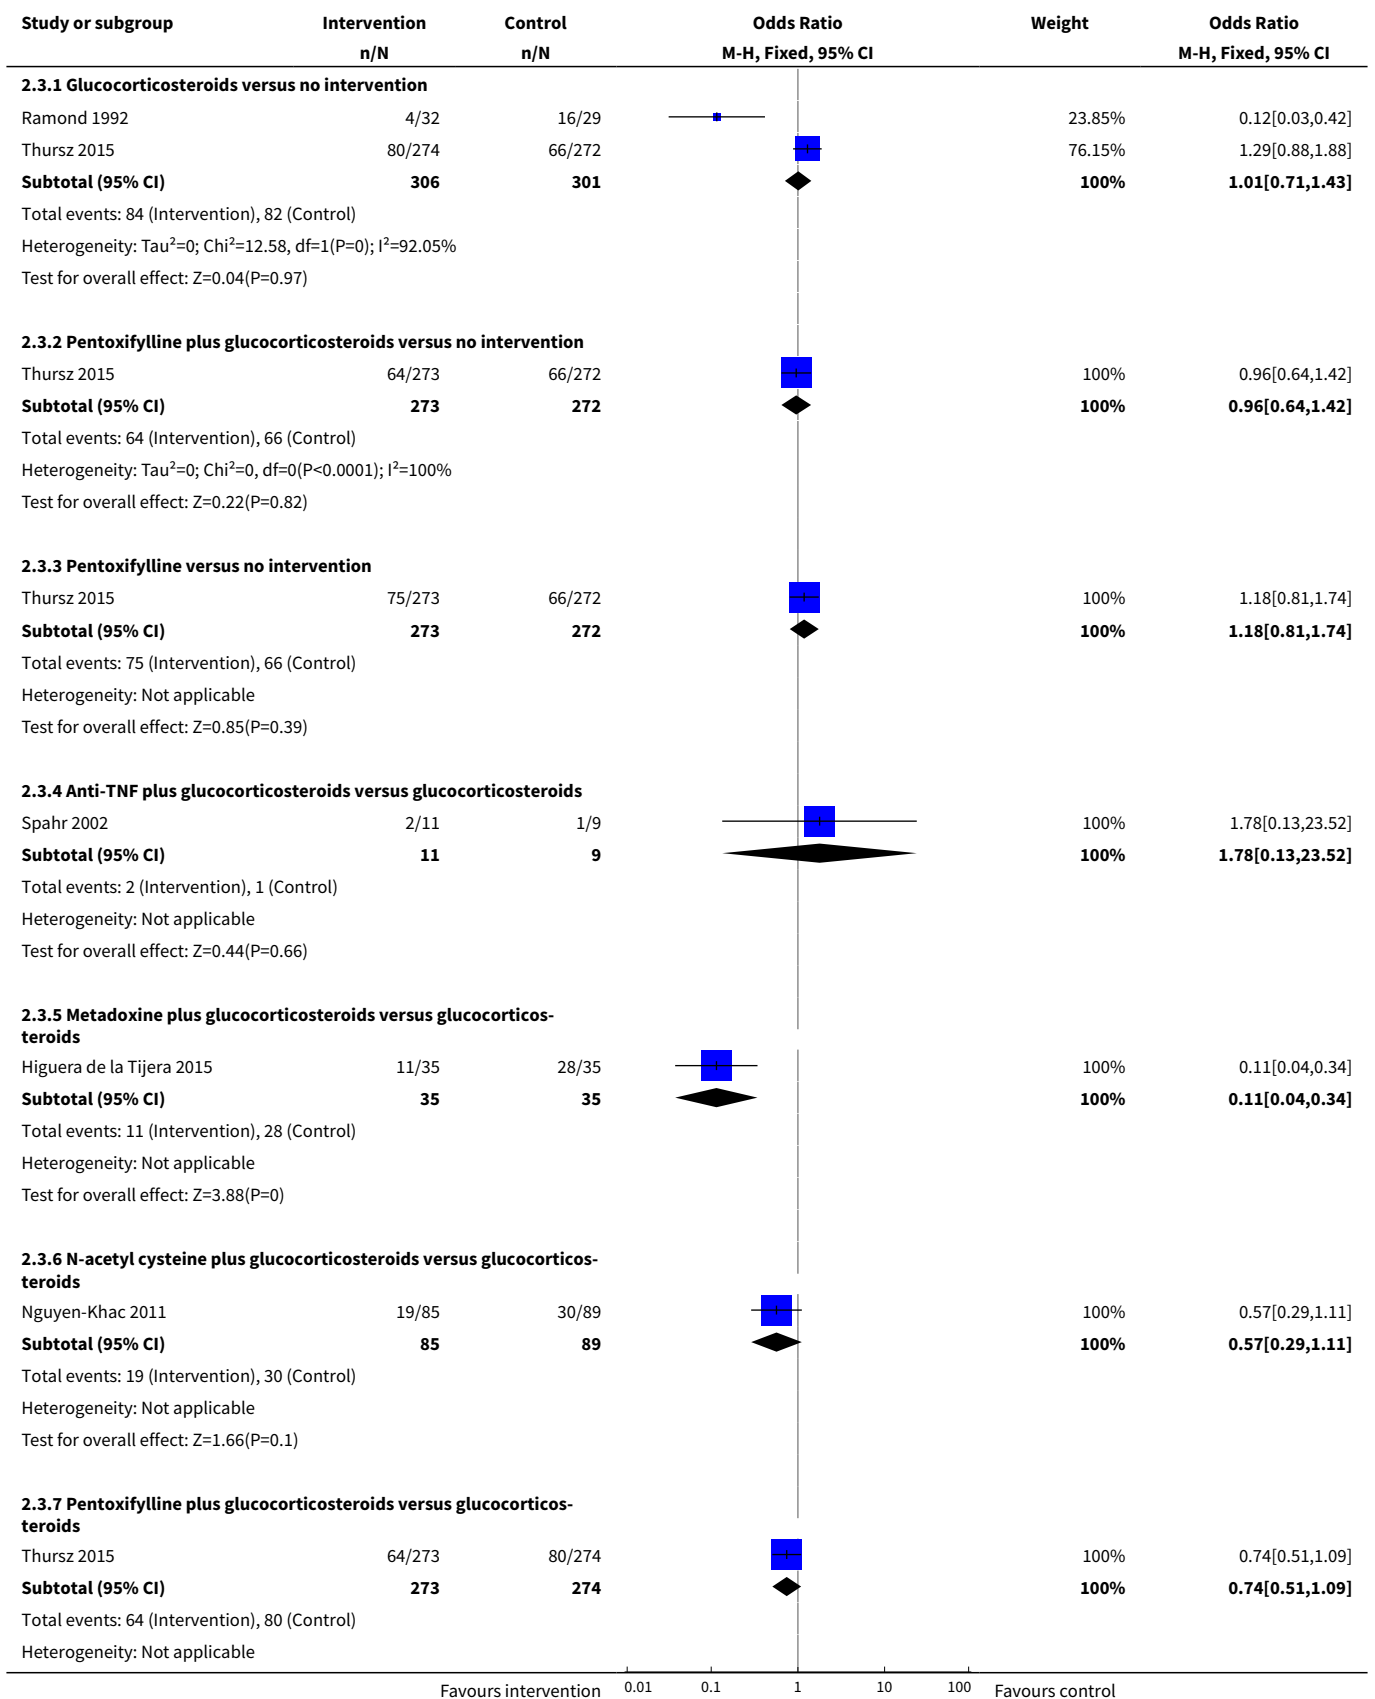 Study or subgroup Intervention Control Odds Ratio Weight Odds Ratio
n/N n/N M-H, Fixed, 95% CI M-H, Fixed, 95% CI
2.3.1 Glucocorticosteroids versus no intervention
Ramond 1992 4/32 16/29 23.85% 0.12[0.03,0.42]
Thursz 2015 80/274 66/272 76.15% 1.29[0.88,1.88]
Subtotal (95% CI) 306 301 100% 1.01[0.71,1.43]
Total events: 84 (Intervention), 82 (Control)
Heterogeneity: Tau²=0; Chi²=12.58, df=1(P=0); I²=92.05%
Test for overall effect: Z=0.04(P=0.97)
2.3.2 Pentoxifylline plus glucocorticosteroids versus no intervention
Thursz 2015 64/273 66/272 100% 0.96[0.64,1.42]
Subtotal (95% CI) 273 272 100% 0.96[0.64,1.42]
Total events: 64 (Intervention), 66 (Control)
Heterogeneity: Tau²=0; Chi²=0, df=0(P<0.0001); I²=100%
Test for overall effect: Z=0.22(P=0.82)
2.3.3 Pentoxifylline versus no intervention
Thursz 2015 75/273 66/272 100% 1.18[0.81,1.74]
Subtotal (95% CI) 273 272 100% 1.18[0.81,1.74]
Total events: 75 (Intervention), 66 (Control)
Heterogeneity: Not applicable
Test for overall effect: Z=0.85(P=0.39)
2.3.4 Anti-TNF plus glucocorticosteroids versus glucocorticosteroids
Spahr 2002 2/11 1/9 100% 1.78[0.13,23.52]
Subtotal (95% CI) 11 9 100% 1.78[0.13,23.52]
Total events: 2 (Intervention), 1 (Control)
Heterogeneity: Not applicable
Test for overall effect: Z=0.44(P=0.66)
2.3.5 Metadoxine plus glucocorticosteroids versus glucocorticos-
teroids
Higuera de la Tijera 2015 11/35 28/35 100% 0.11[0.04,0.34]
Subtotal (95% CI) 35 35 100% 0.11[0.04,0.34]
Total events: 11 (Intervention), 28 (Control)
Heterogeneity: Not applicable
Test for overall effect: Z=3.88(P=0)
2.3.6 N-acetyl cysteine plus glucocorticosteroids versus glucocorticos-
teroids
Nguyen-Khac 2011 19/85 30/89 100% 0.57[0.29,1.11]
Subtotal (95% CI) 85 89 100% 0.57[0.29,1.11]
Total events: 19 (Intervention), 30 (Control)
Heterogeneity: Not applicable
Test for overall effect: Z=1.66(P=0.1)
2.3.7 Pentoxifylline plus glucocorticosteroids versus glucocorticos-
teroids
Thursz 2015 64/273 80/274 100% 0.74[0.51,1.09]
Subtotal (95% CI) 273 274 100% 0.74[0.51,1.09]
Total events: 64 (Intervention), 80 (Control)
Heterogeneity: Not applicable
Favours intervention 0.01 0.1 1 10 100 Favours control